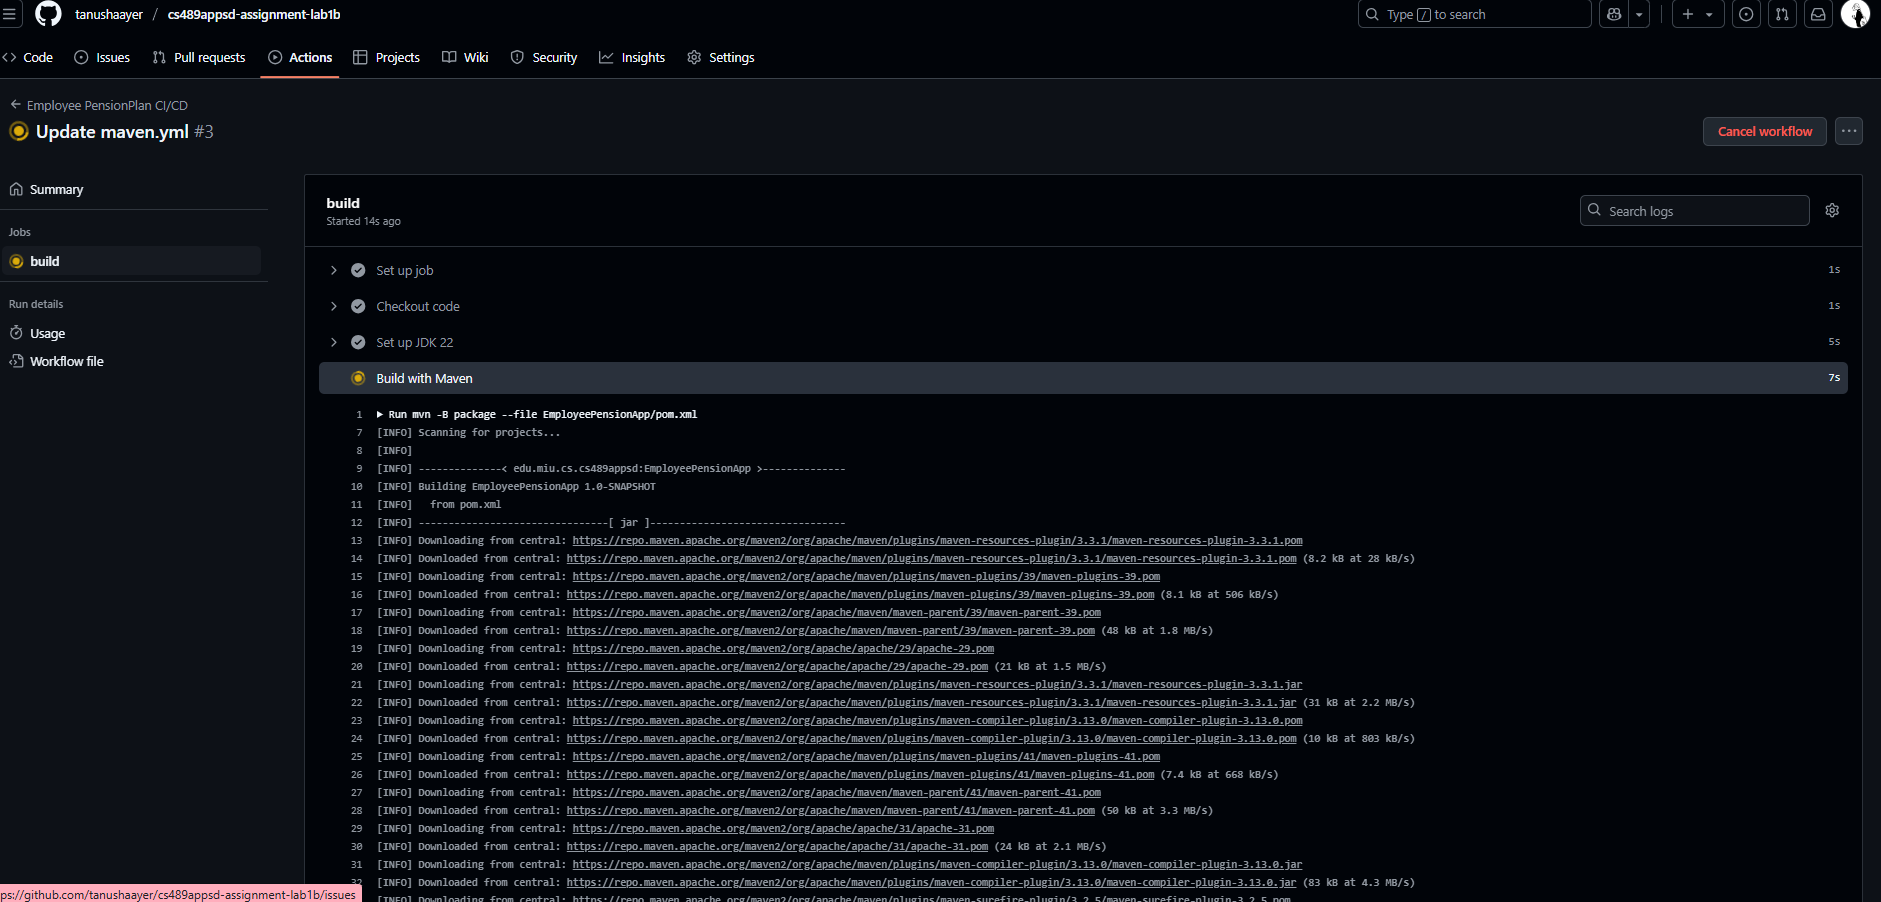 tanushaayer / cs489appsd-assignment-lab1b
Type / to search
Code Issues Pull requests Actions Projects Wiki Security Insights Settings
Employee PensionPlan CI/CD
Update maven.yml #3
Cancel workflow
Summary
Jobs
build
Run details
Usage
Workflow file
build
Started 14s ago
Search logs
Set up job 1s
Checkout code 1s
Set up JDK 22 5s
Build with Maven 7s
1 Run mvn -B package --file EmployeePensionApp/pom.xml
7 [INFO] Scanning for projects...
8 [INFO]
9 [INFO] --------------< edu.miu.cs.cs489appsd:EmployeePensionApp >--------------
10 [INFO] Building EmployeePensionApp 1.0-SNAPSHOT
11 [INFO]   from pom.xml
12 [INFO] --------------------------------[ jar ]---------------------------------
13 [INFO] Downloading from central: https://repo.maven.apache.org/maven2/org/apache/maven/plugins/maven-resources-plugin/3.3.1/maven-resources-plugin-3.3.1.pom
14 [INFO] Downloaded from central: https://repo.maven.apache.org/maven2/org/apache/maven/plugins/maven-resources-plugin/3.3.1/maven-resources-plugin-3.3.1.pom (8.2 kB at 28 kB/s)
15 [INFO] Downloading from central: https://repo.maven.apache.org/maven2/org/apache/maven/plugins/maven-plugins/39/maven-plugins-39.pom
16 [INFO] Downloaded from central: https://repo.maven.apache.org/maven2/org/apache/maven/plugins/maven-plugins/39/maven-plugins-39.pom (8.1 kB at 506 kB/s)
17 [INFO] Downloading from central: https://repo.maven.apache.org/maven2/org/apache/maven/maven-parent/39/maven-parent-39.pom
18 [INFO] Downloaded from central: https://repo.maven.apache.org/maven2/org/apache/maven/maven-parent/39/maven-parent-39.pom (48 kB at 1.8 MB/s)
19 [INFO] Downloading from central: https://repo.maven.apache.org/maven2/org/apache/apache/29/apache-29.pom
20 [INFO] Downloaded from central: https://repo.maven.apache.org/maven2/org/apache/apache/29/apache-29.pom (21 kB at 1.5 MB/s)
21 [INFO] Downloading from central: https://repo.maven.apache.org/maven2/org/apache/maven/plugins/maven-resources-plugin/3.3.1/maven-resources-plugin-3.3.1.jar
22 [INFO] Downloaded from central: https://repo.maven.apache.org/maven2/org/apache/maven/plugins/maven-resources-plugin/3.3.1/maven-resources-plugin-3.3.1.jar (31 kB at 2.2 MB/s)
23 [INFO] Downloading from central: https://repo.maven.apache.org/maven2/org/apache/maven/plugins/maven-compiler-plugin/3.13.0/maven-compiler-plugin-3.13.0.pom
24 [INFO] Downloaded from central: https://repo.maven.apache.org/maven2/org/apache/maven/plugins/maven-compiler-plugin/3.13.0/maven-compiler-plugin-3.13.0.pom (10 kB at 803 kB/s)
25 [INFO] Downloading from central: https://repo.maven.apache.org/maven2/org/apache/maven/plugins/maven-plugins/41/maven-plugins-41.pom
26 [INFO] Downloaded from central: https://repo.maven.apache.org/maven2/org/apache/maven/plugins/maven-plugins/41/maven-plugins-41.pom (7.4 kB at 668 kB/s)
27 [INFO] Downloading from central: https://repo.maven.apache.org/maven2/org/apache/maven/maven-parent/41/maven-parent-41.pom
28 [INFO] Downloaded from central: https://repo.maven.apache.org/maven2/org/apache/maven/maven-parent/41/maven-parent-41.pom (50 kB at 3.3 MB/s)
29 [INFO] Downloading from central: https://repo.maven.apache.org/maven2/org/apache/apache/31/apache-31.pom
30 [INFO] Downloaded from central: https://repo.maven.apache.org/maven2/org/apache/apache/31/apache-31.pom (24 kB at 2.1 MB/s)
31 [INFO] Downloading from central: https://repo.maven.apache.org/maven2/org/apache/maven/plugins/maven-compiler-plugin/3.13.0/maven-compiler-plugin-3.13.0.jar
32 [INFO] Downloaded from central: https://repo.maven.apache.org/maven2/org/apache/maven/plugins/maven-compiler-plugin/3.13.0/maven-compiler-plugin-3.13.0.jar (83 kB at 4.3 MB/s)
[INFO] Downloading from central: https://repo.maven.apache.org/maven2/org/apache/maven/plugins/maven-surefire-plugin/3.2.5/maven-surefire-plugin-3.2.5.pom
ps://github.com/tanushaayer/cs489appsd-assignment-lab1b/issues